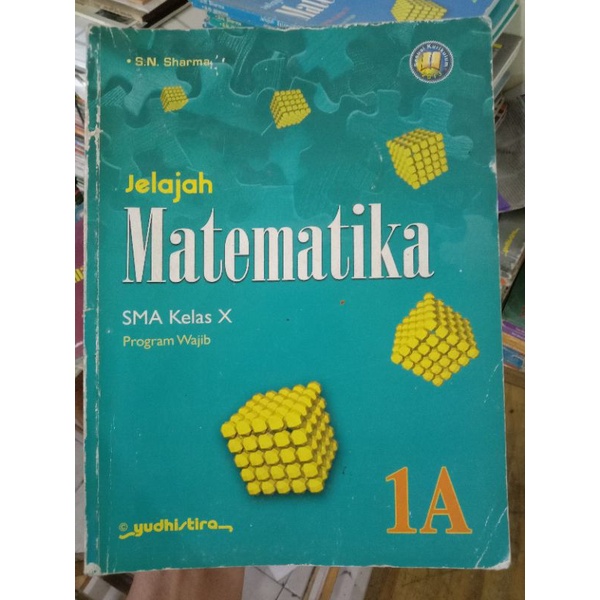 • S.N. Sharma, '
Jelajah
Matematika
SMA Kelas X
Program Wajib
1A
© yudhistira